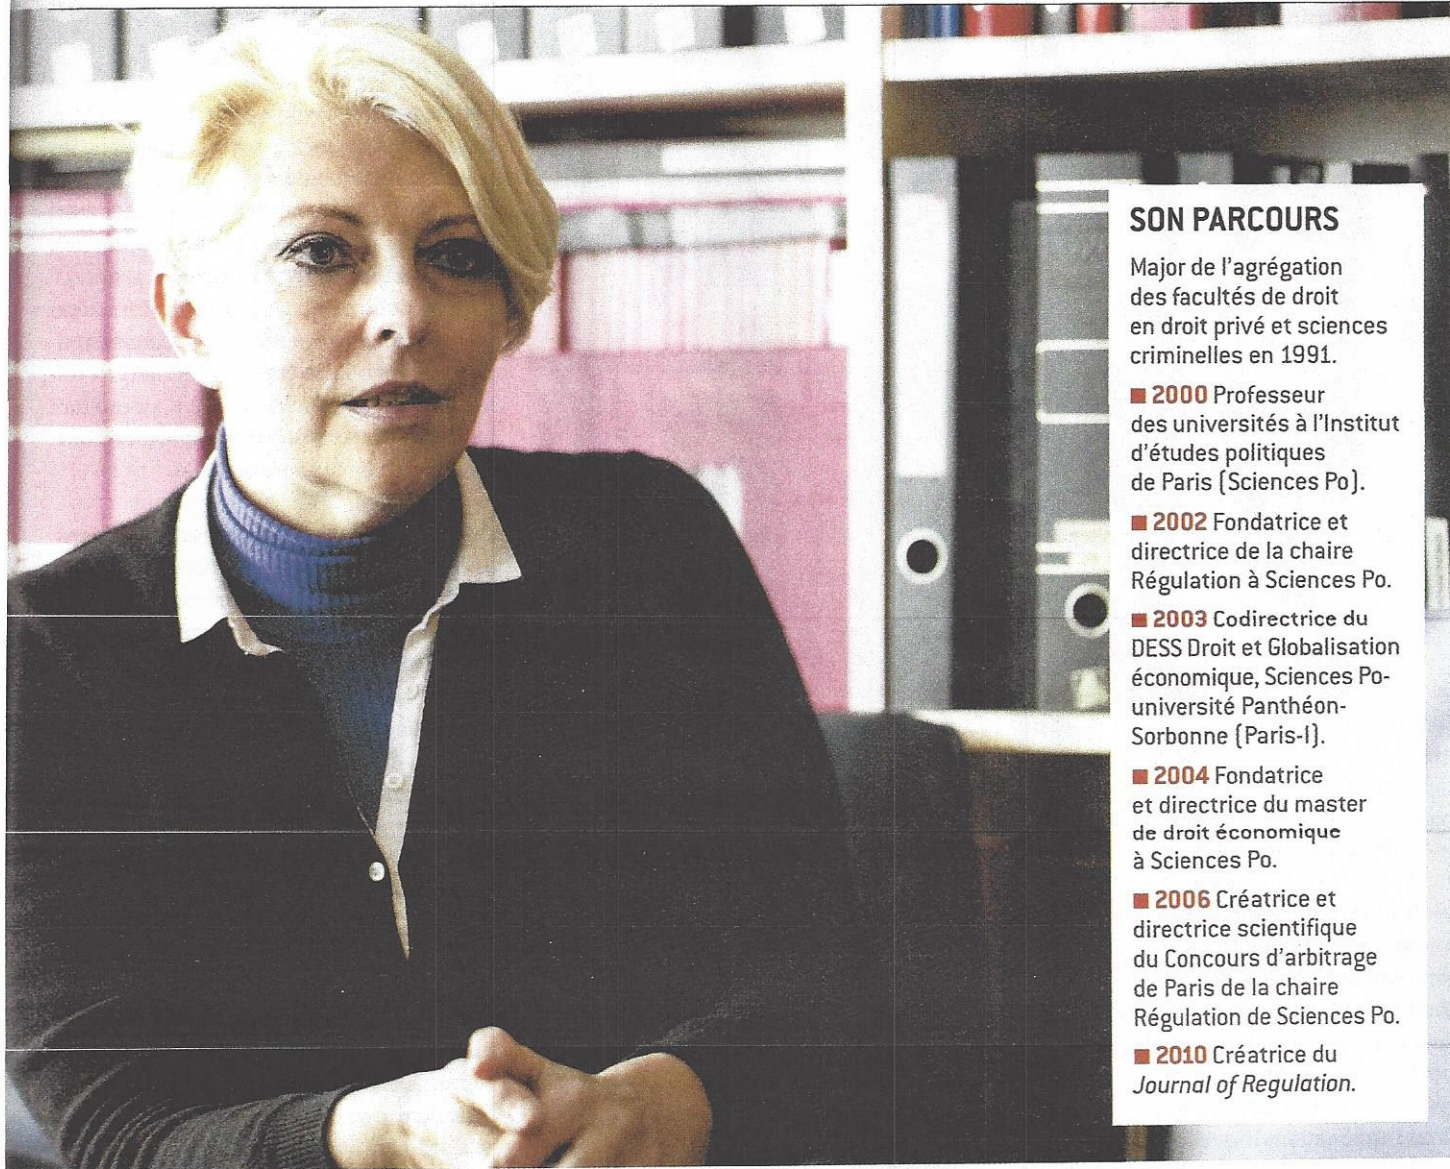 SON PARCOURS
Major de l'agrégation
des facultés de droit
en droit privé et sciences
criminelles en 1991.
■ 2000 Professeur
des universités à l'Institut
d'études politiques
de Paris (Sciences Po).
■ 2002 Fondatrice et
directrice de la chaire
Régulation à Sciences Po.
■ 2003 Codirectrice du
DESS Droit et Globalisation
économique, Sciences Po-
université Panthéon-
Sorbonne (Paris-I).
■ 2004 Fondatrice
et directrice du master
de droit économique
à Sciences Po.
■ 2006 Créatrice et
directrice scientifique
du Concours d'arbitrage
de Paris de la chaire
Régulation de Sciences Po.
■ 2010 Créatrice du
Journal of Regulation.